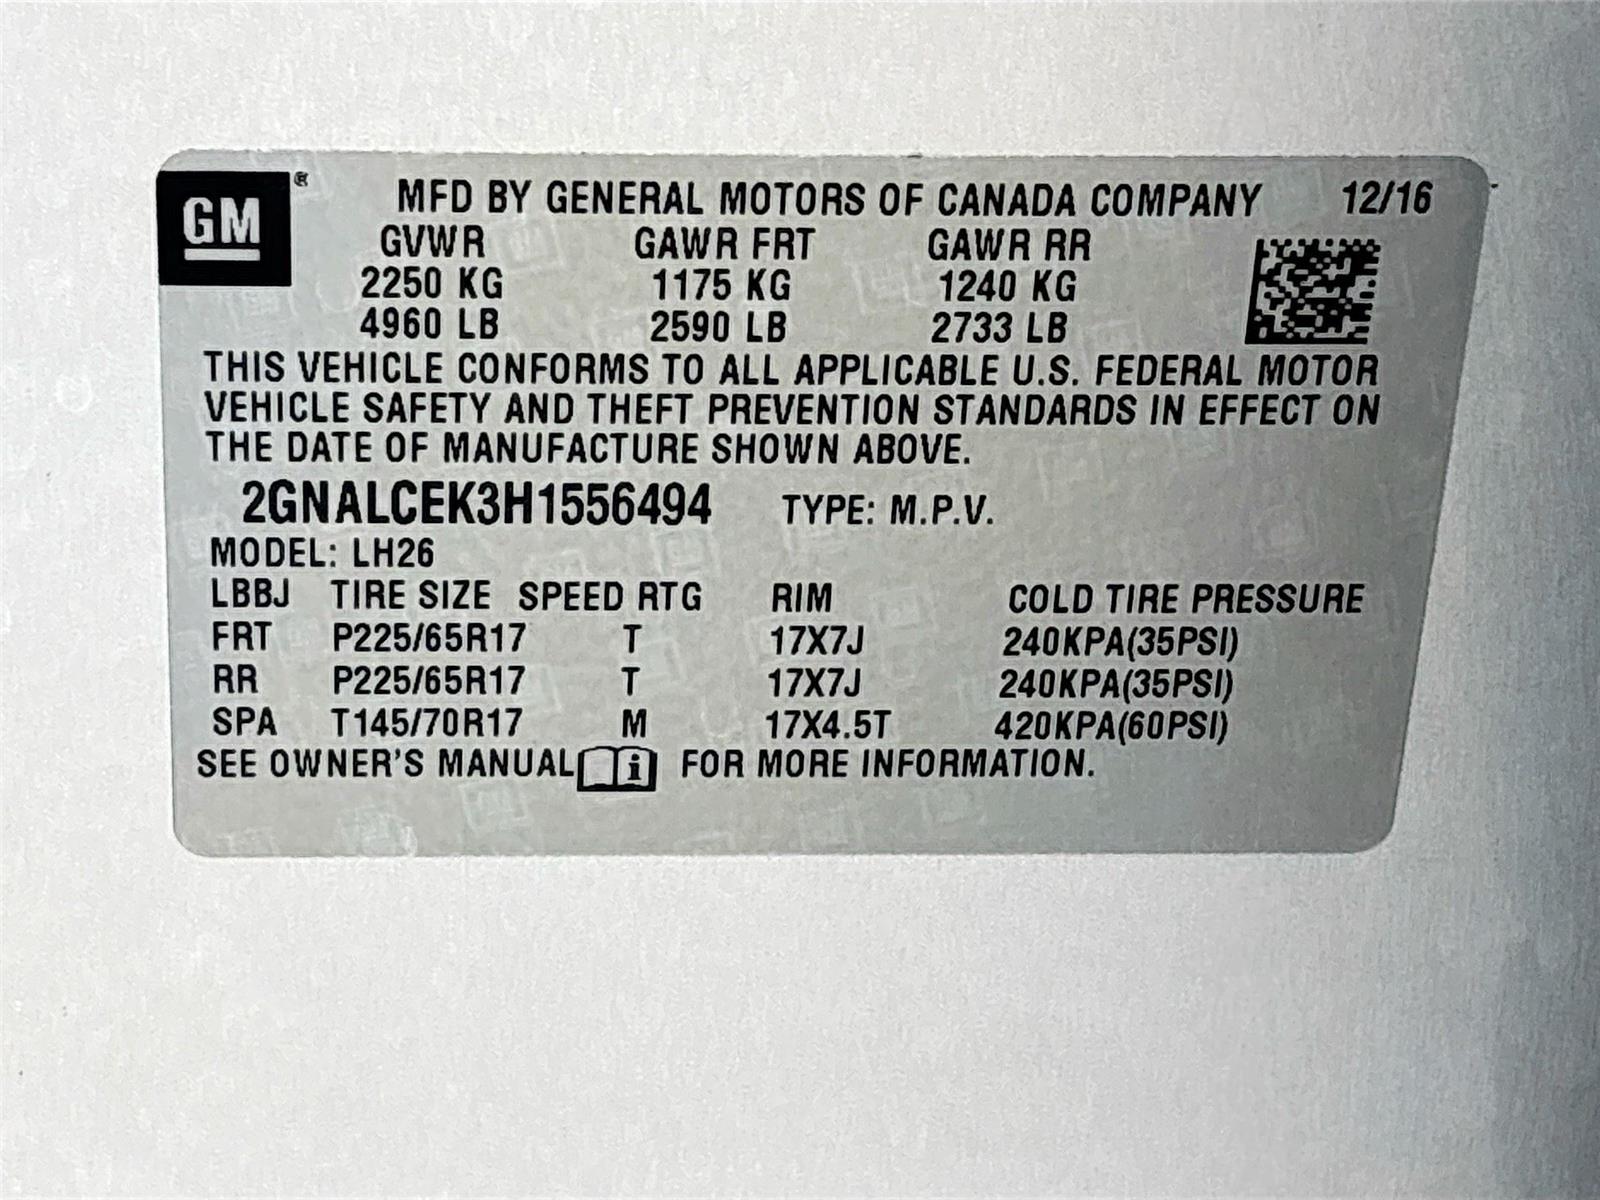 GM ® MFD BY GENERAL MOTORS OF CANADA COMPANY 12/16
GVWR GAWR FRT GAWR RR
2250 KG 1175 KG 1240 KG
4960 LB 2590 LB 2733 LB
THIS VEHICLE CONFORMS TO ALL APPLICABLE U.S. FEDERAL MOTOR
VEHICLE SAFETY AND THEFT PREVENTION STANDARDS IN EFFECT ON
THE DATE OF MANUFACTURE SHOWN ABOVE.
2GNALCEK3H1556494 TYPE: M.P.V.
MODEL: LH26
LBBJ TIRE SIZE SPEED RTG RIM COLD TIRE PRESSURE
FRT P225/65R17 T 17X7J 240KPA(35PSI)
RR P225/65R17 T 17X7J 240KPA(35PSI)
SPA T145/70R17 M 17X4.5T 420KPA(60PSI)
SEE OWNER'S MANUAL i FOR MORE INFORMATION.